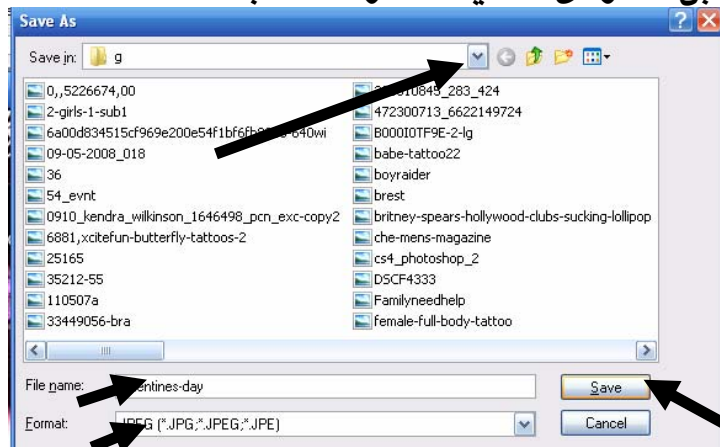 Save As
Save in: g
0,,5226674,00
2-girls-1-sub1
09-05-2008_018
36
54_evnt
0910_kendra_wilkinson_1646498_pcn_exc-copy2
6881,xcitefun-butterfly-tattoos-2
25165
35212-55
110507a
33449056-bra
472300713_6622149724
B000I0TF9E-2-lg
babe-tattoo22
boyraider
brest
britney-spears-hollywood-clubs-sucking-lollipop
che-mens-magazine
cs4_photoshop_2
DSCF4333
Familyneedhelp
female-full-body-tattoo
File name:
Save
Format: JPEG (*.JPG;*.JPEG;*.JPE)
Cancel